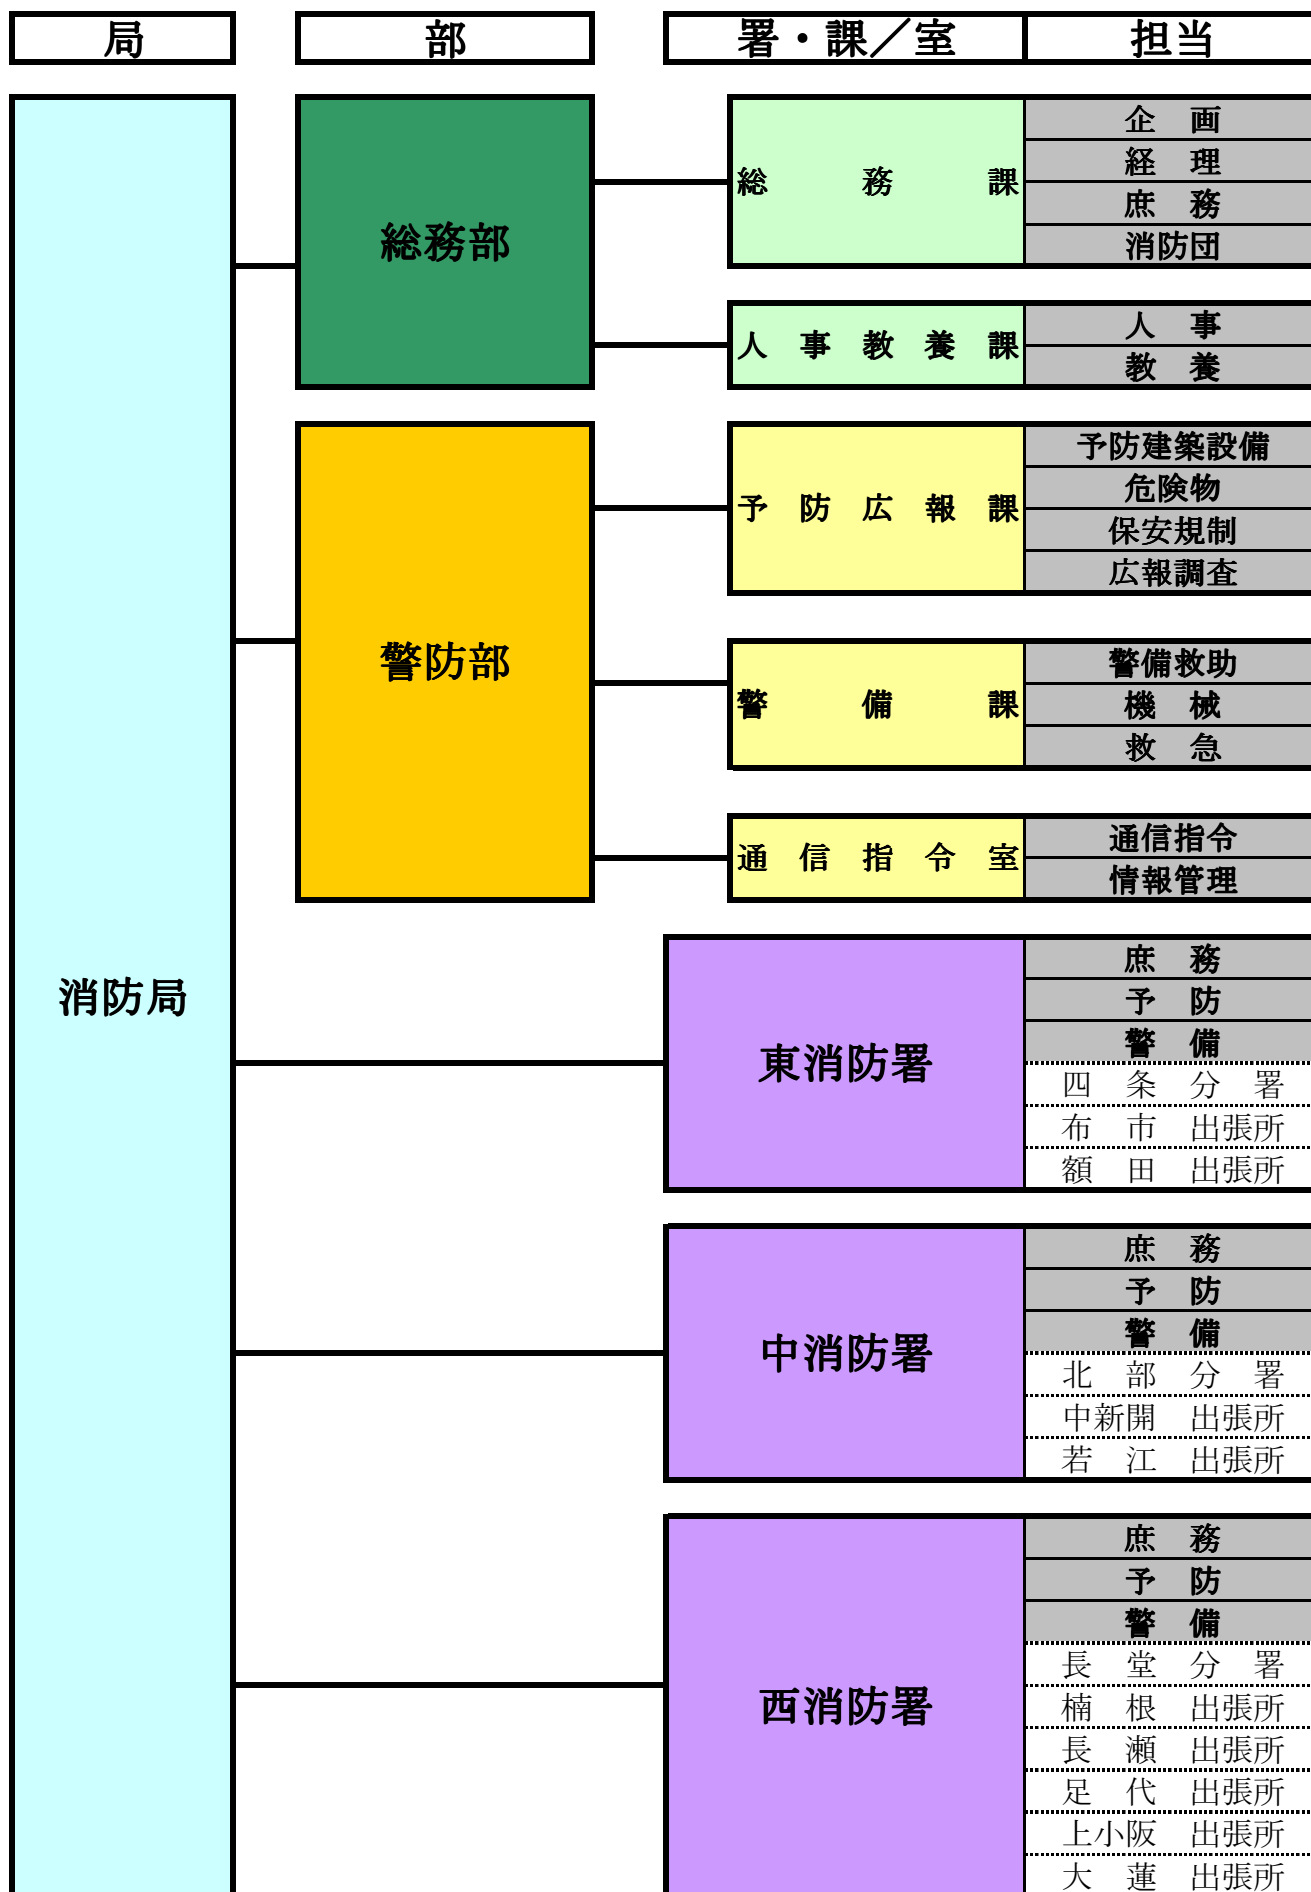 局　部　署・課／室　担当
消防局
総務部
総務課
企画
経理
庶務
消防団
人事教養課
人事
教養
警防部
予防広報課
予防建築設備
危険物
保安規制
広報調査
警備課
警備救助
機械
救急
通信指令室
通信指令
情報管理
東消防署
庶務
予防
警備
四条分署
布市　出張所
額田　出張所
中消防署
庶務
予防
警備
北部分署
中新開　出張所
若江　出張所
西消防署
庶務
予防
警備
長堂分署
楠根　出張所
長瀬　出張所
足代　出張所
上小阪　出張所
大蓮　出張所